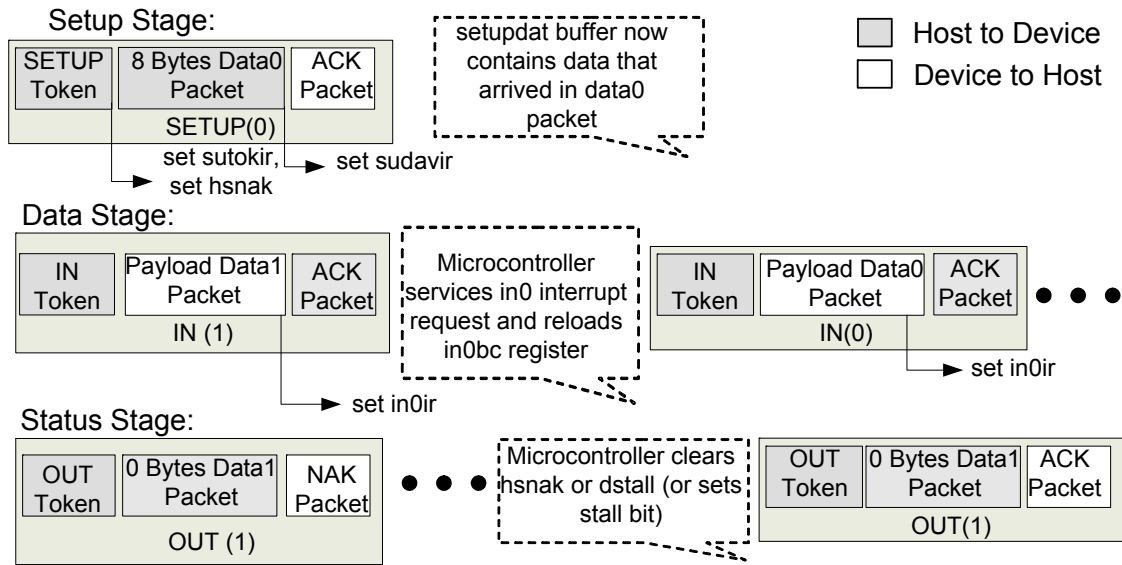 Setup Stage:
SETUP
Token
8 Bytes Data0
Packet
ACK
Packet
SETUP(0)
set sutokir,
set hsnak
set sudavir
setupdat buffer now
contains data that
arrived in data0
packet
Host to Device
Device to Host
Data Stage:
IN
Token
Payload Data1
Packet
ACK
Packet
IN (1)
set in0ir
Microcontroller
services in0 interrupt
request and reloads
in0bc register
IN
Token
Payload Data0
Packet
ACK
Packet
IN(0)
set in0ir
Status Stage:
OUT
Token
0 Bytes Data1
Packet
NAK
Packet
OUT (1)
Microcontroller clears
hsnak or dstall (or sets
stall bit)
OUT
Token
0 Bytes Data1
Packet
ACK
Packet
OUT(1)